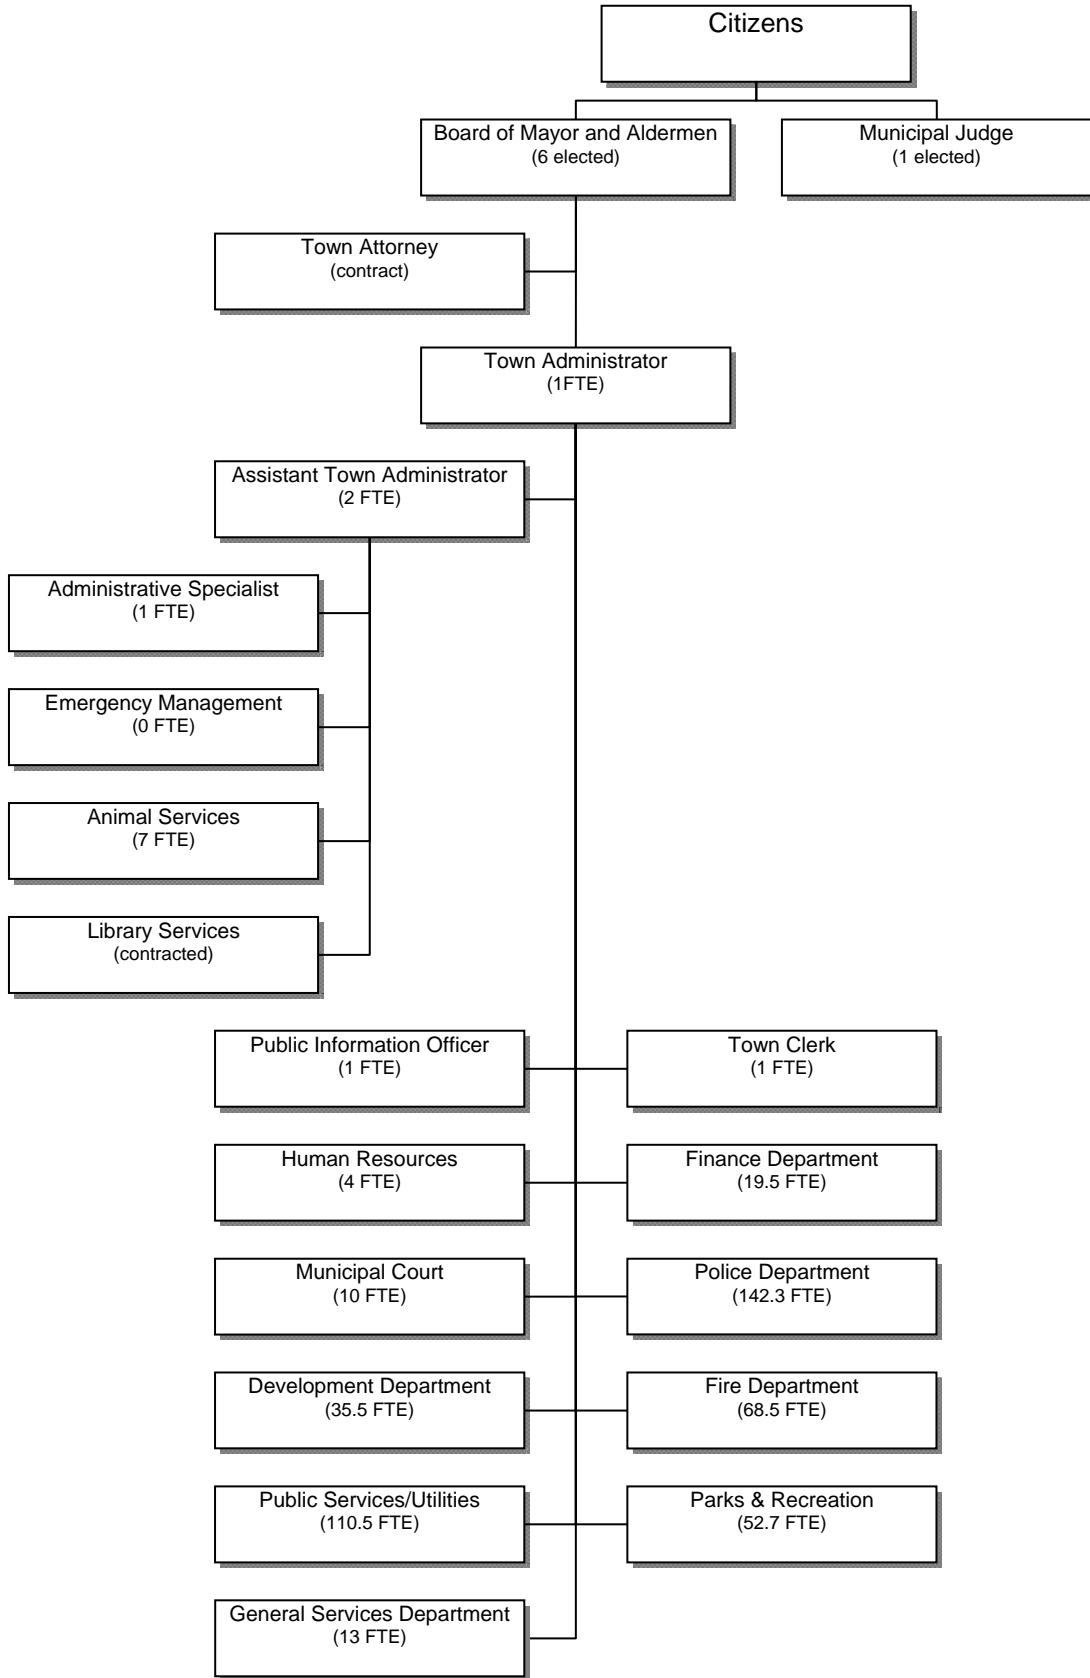 Citizens
Board of Mayor and Aldermen
(6 elected)
Municipal Judge
(1 elected)
Town Attorney
(contract)
Town Administrator
(1FTE)
Assistant Town Administrator
(2 FTE)
Administrative Specialist
(1 FTE)
Emergency Management
(0 FTE)
Animal Services
(7 FTE)
Library Services
(contracted)
Public Information Officer
(1 FTE)
Town Clerk
(1 FTE)
Human Resources
(4 FTE)
Finance Department
(19.5 FTE)
Municipal Court
(10 FTE)
Police Department
(142.3 FTE)
Development Department
(35.5 FTE)
Fire Department
(68.5 FTE)
Public Services/Utilities
(110.5 FTE)
Parks & Recreation
(52.7 FTE)
General Services Department
(13 FTE)